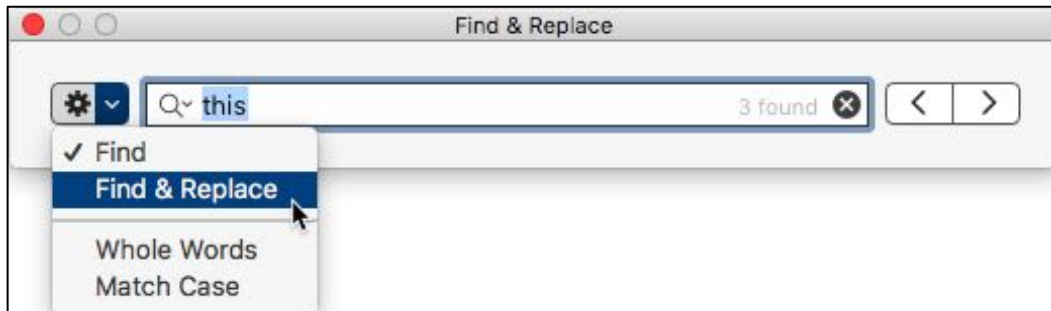 Find & Replace
this 3 found
Find
Find & Replace
Whole Words
Match Case